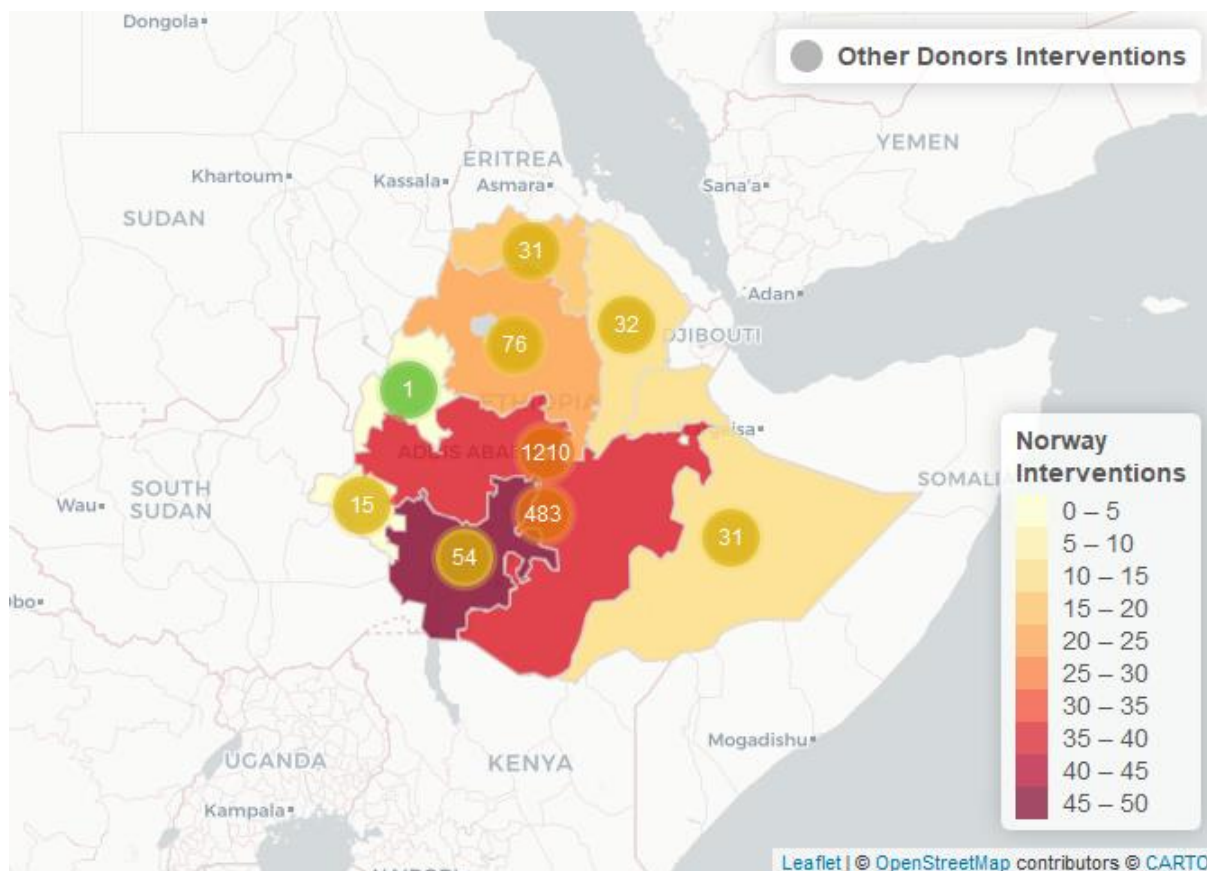 Dongola
Other Donors Interventions
YEMEN
ERITREA
Khartoum
Kassala
Asmara
Sana'a
SUDAN
31
'Adan
32
DJIBOUTI
76
1
ETHIOPIA
Norway
Interventions
0 – 5
5 – 10
10 – 15
15 – 20
20 – 25
25 – 30
30 – 35
35 – 40
40 – 45
45 – 50
1210
SOUTH
SUDAN
Wau
15
483
31
54
SOMALI
Mogadishu
UGANDA
KENYA
Kampala
Leaflet | © OpenStreetMap contributors © CARTO